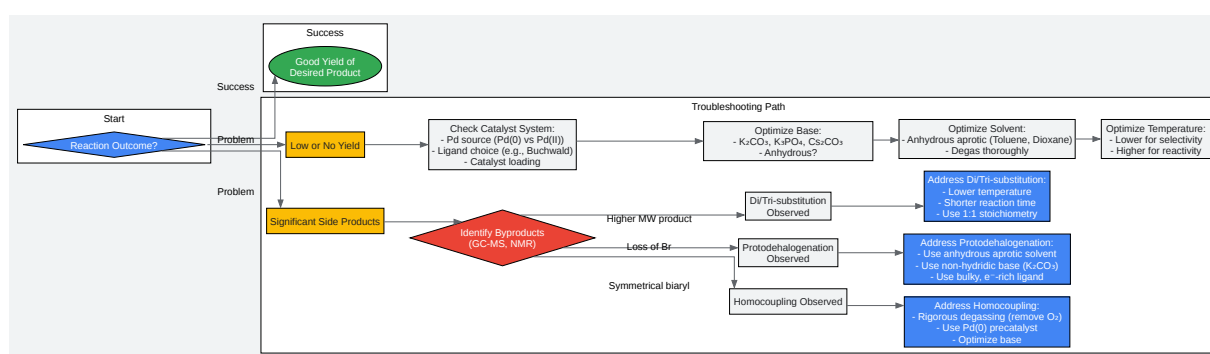 Success
Good Yield of
Desired Product
Success
Start
Reaction Outcome?
Problem
Problem
Troubleshooting Path
Low or No Yield
Check Catalyst System:
- Pd source (Pd(0) vs Pd(II))
- Ligand choice (e.g., Buchwald)
- Catalyst loading
Optimize Base:
- K₂CO₃, K₃PO₄, Cs₂CO₃
- Anhydrous?
Optimize Solvent:
- Anhydrous aprotic (Toluene, Dioxane)
- Degas thoroughly
Optimize Temperature:
- Lower for selectivity
- Higher for reactivity
Significant Side Products
Identify Byproducts
(GC-MS, NMR)
Higher MW product
Di/Tri-substitution
Observed
Address Di/Tri-substitution:
- Lower temperature
- Shorter reaction time
- Use 1:1 stoichiometry
Loss of Br
Protodehalogenation
Observed
Address Protodehalogenation:
- Use anhydrous aprotic solvent
- Use non-hydridic base (K₂CO₃)
- Use bulky, e⁻-rich ligand
Symmetrical biaryl
Homocoupling Observed
Address Homocoupling:
- Rigorous degassing (remove O₂)
- Use Pd(0) precatalyst
- Optimize base